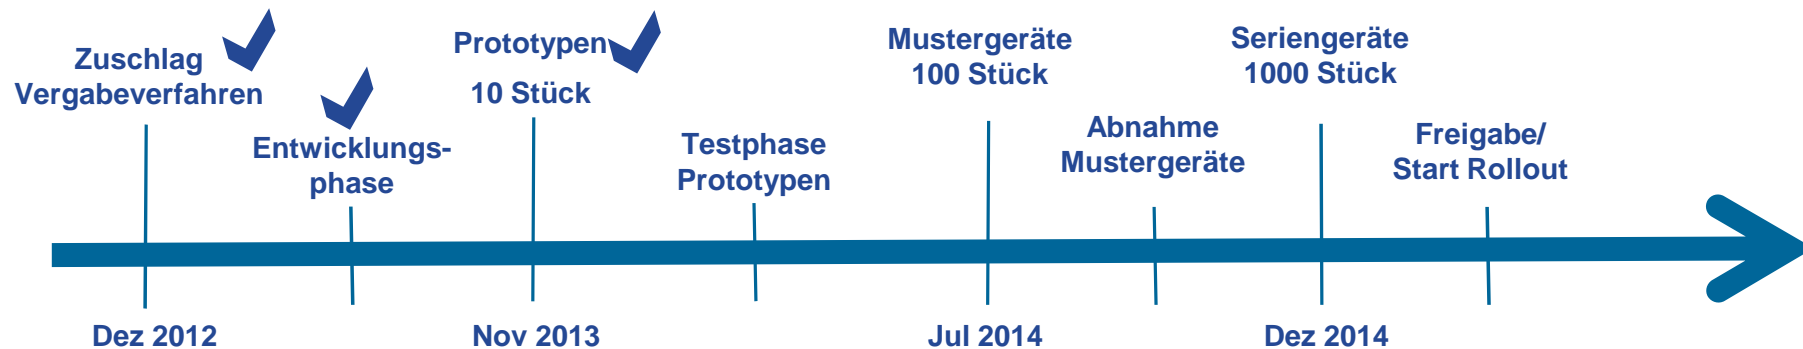 Zuschlag
Vergabeverfahren
Entwicklungs-
phase
Prototypen
10 Stück
Testphase
Prototypen
Mustergeräte
100 Stück
Abnahme
Mustergeräte
Seriengeräte
1000 Stück
Freigabe/
Start Rollout
Dez 2012
Nov 2013
Jul 2014
Dez 2014